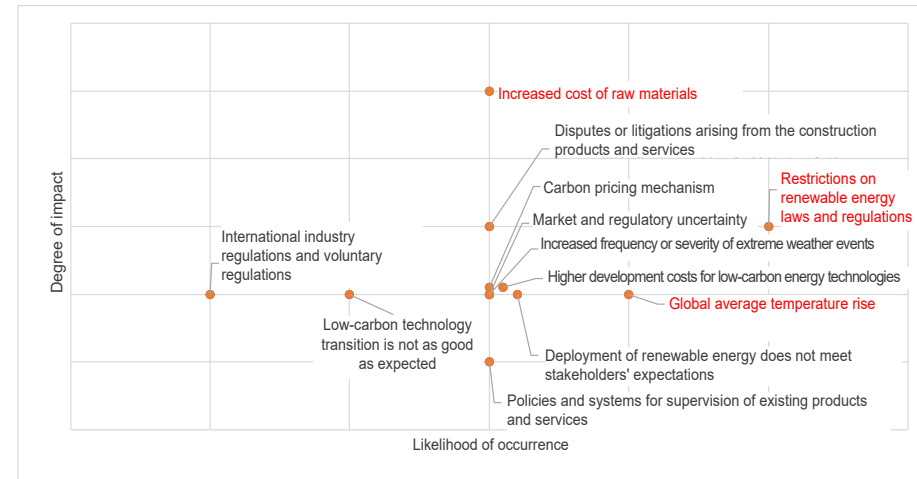 Increased cost of raw materials
Disputes or litigations arising from the construction
products and services
Restrictions on
renewable energy
laws and regulations
Carbon pricing mechanism
Market and regulatory uncertainty
International industry
regulations and voluntary
regulations
Increased frequency or severity of extreme weather events
Higher development costs for low-carbon energy technologies
Global average temperature rise
Low-carbon technology
transition is not as good
as expected
Deployment of renewable energy does not meet
stakeholders' expectations
Policies and systems for supervision of existing products
and services
Degree of impact
Likelihood of occurrence